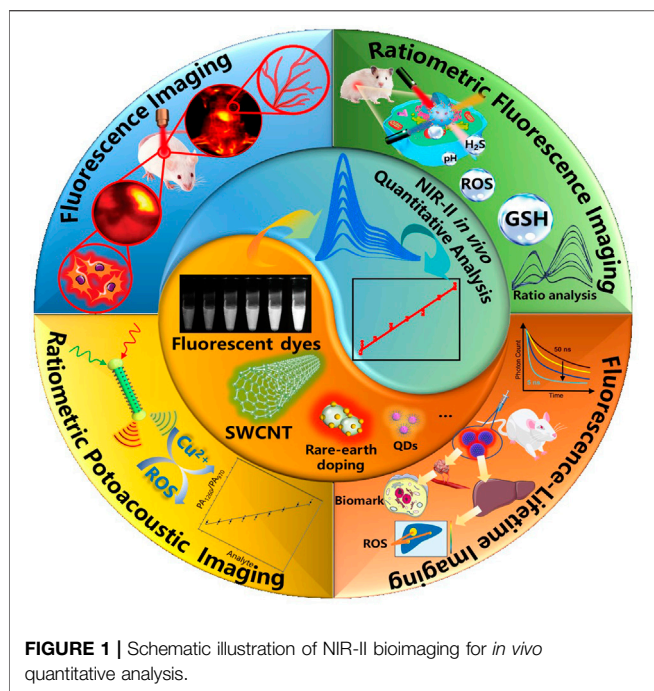 Fluorescence Imaging
Ratiometric Fluorescence Imaging
H₂S
pH
ROS
GSH
Ratio analysis
NIR-II in vivo
Quantitative Analysis
Fluorescent dyes
SWCNT
Rare-earth
doping
QDs
...
Ratiometric Potoacoustic Imaging
Cu²⁺
ROS
Analyte
Fluorescence-Lifetime Imaging
Photon Count
50 ns
0 ns
Time
Biomark
ROS
FIGURE 1 | Schematic illustration of NIR-II bioimaging for in vivo
quantitative analysis.